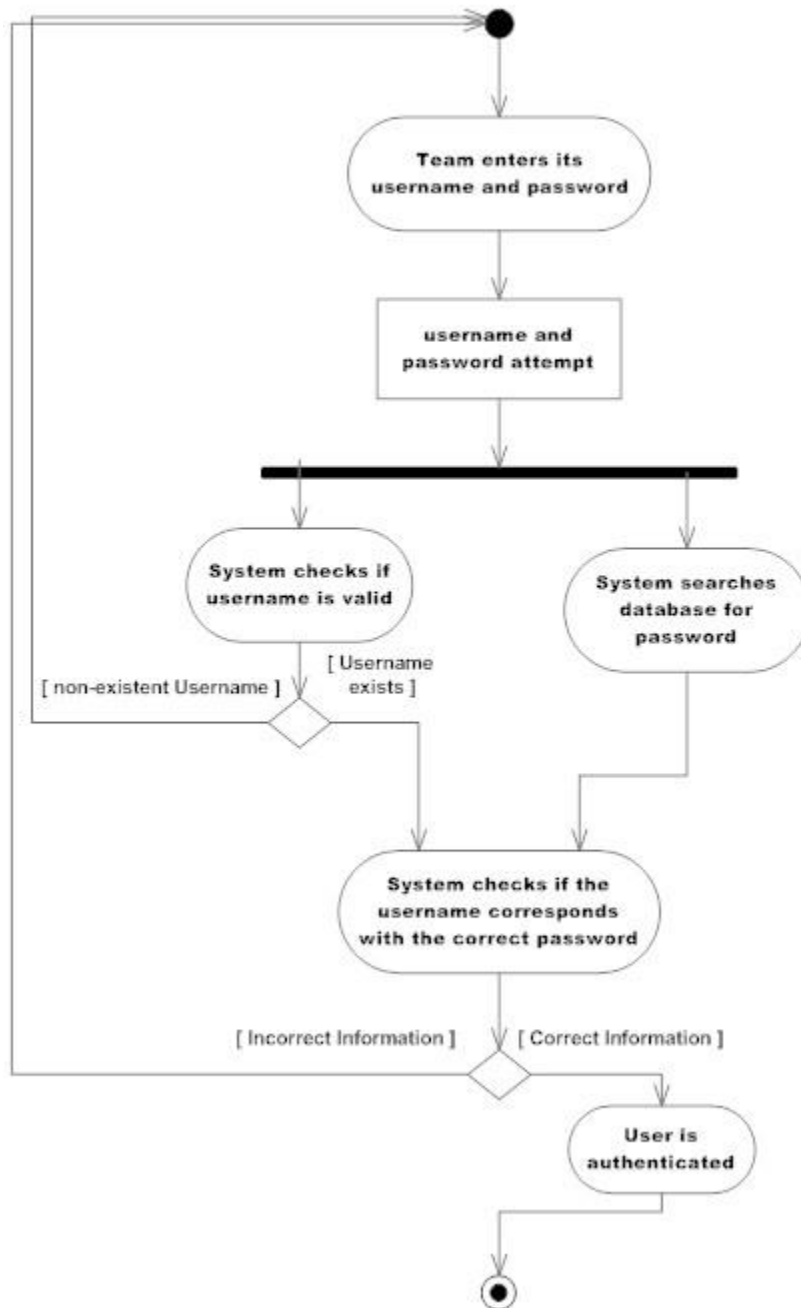 Team enters its
username and password
username and
password attempt
System checks if
username is valid
System searches
database for
password
[ non-existent Username ]
[ Username
exists ]
System checks if the
username corresponds
with the correct password
[ Incorrect Information ]
[ Correct Information ]
User is
authenticated